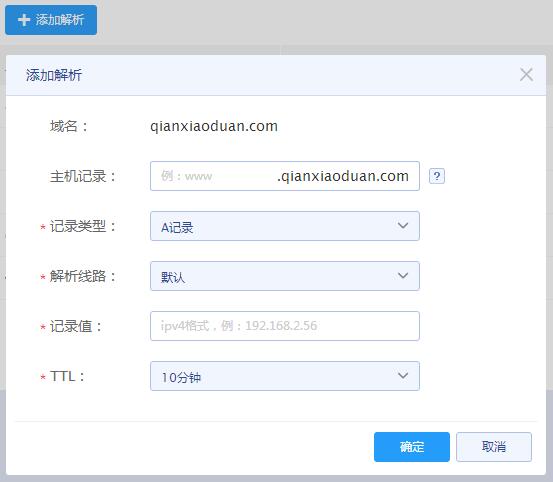 添加解析
添加解析
域名： qianxiaoduan.com
主机记录： 例：www .qianxiaoduan.com ?
* 记录类型： A记录
* 解析线路： 默认
* 记录值： ipv4格式，例：192.168.2.56
* TTL： 10分钟
确定 取消